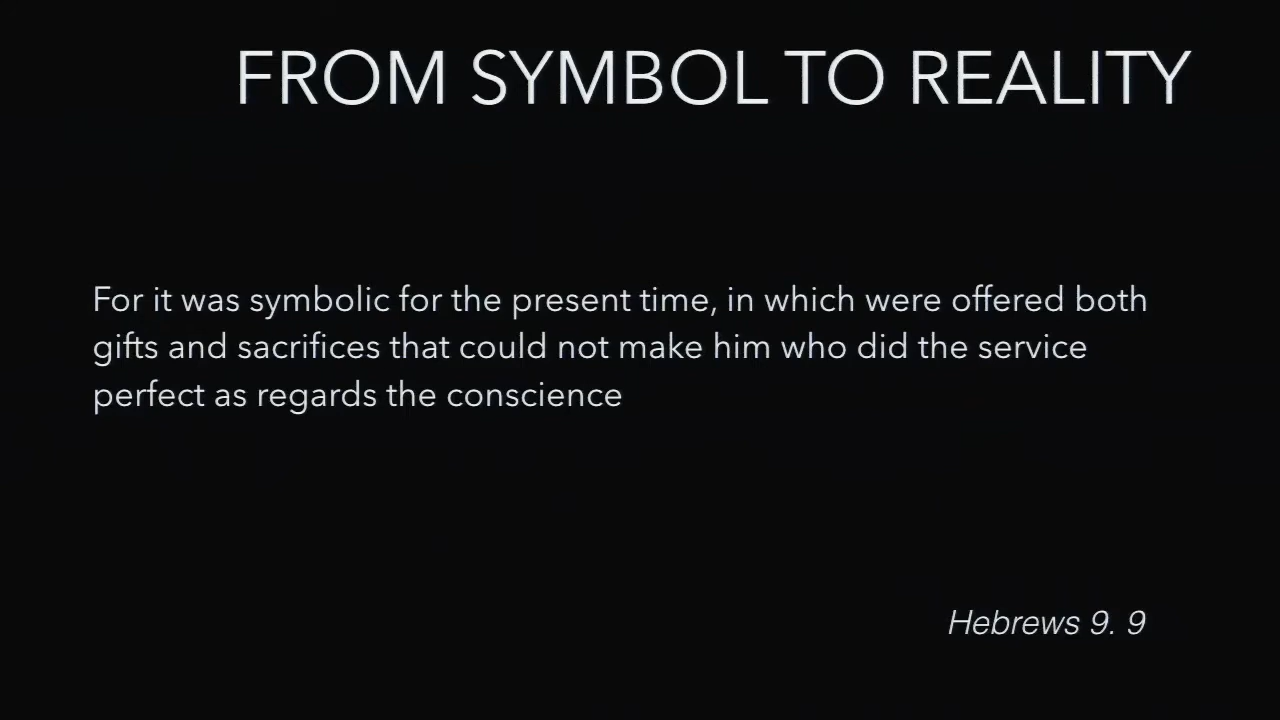 FROM SYMBOL TO REALITY
For it was symbolic for the present time, in which were offered both
gifts and sacrifices that could not make him who did the service
perfect as regards the conscience
Hebrews 9. 9